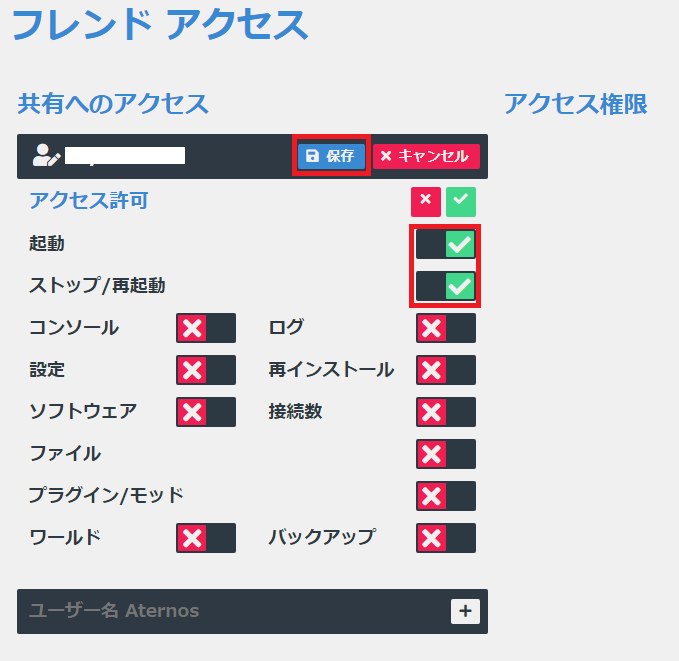 フレンド アクセス
共有へのアクセス
アクセス権限
保存
キャンセル
アクセス許可
起動
ストップ/再起動
コンソール
ログ
設定
再インストール
ソフトウェア
接続数
ファイル
プラグイン/モッド
ワールド
バックアップ
ユーザー名 Aternos